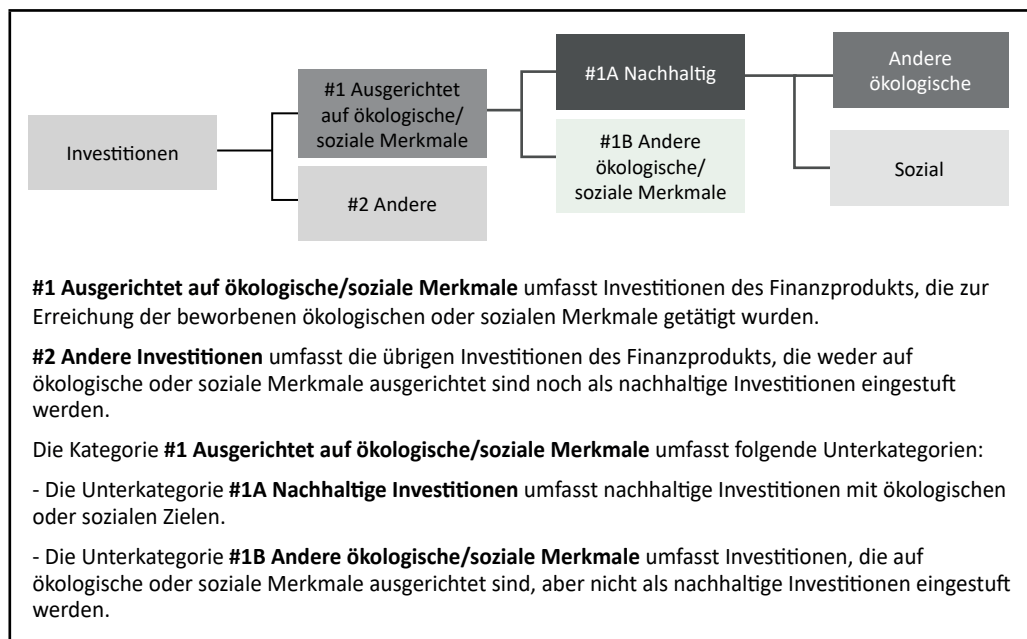 Investitionen
#1 Ausgerichtet
auf ökologische/
soziale Merkmale
#2 Andere
#1A Nachhaltig
#1B Andere
ökologische/
soziale Merkmale
Andere
ökologische
Sozial
#1 Ausgerichtet auf ökologische/soziale Merkmale umfasst Investitionen des Finanzprodukts, die zur
Erreichung der beworbenen ökologischen oder sozialen Merkmale getätigt wurden.
#2 Andere Investitionen umfasst die übrigen Investitionen des Finanzprodukts, die weder auf
ökologische oder soziale Merkmale ausgerichtet sind noch als nachhaltige Investitionen eingestuft
werden.
Die Kategorie #1 Ausgerichtet auf ökologische/soziale Merkmale umfasst folgende Unterkategorien:
- Die Unterkategorie #1A Nachhaltige Investitionen umfasst nachhaltige Investitionen mit ökologischen
oder sozialen Zielen.
- Die Unterkategorie #1B Andere ökologische/soziale Merkmale umfasst Investitionen, die auf
ökologische oder soziale Merkmale ausgerichtet sind, aber nicht als nachhaltige Investitionen eingestuft
werden.